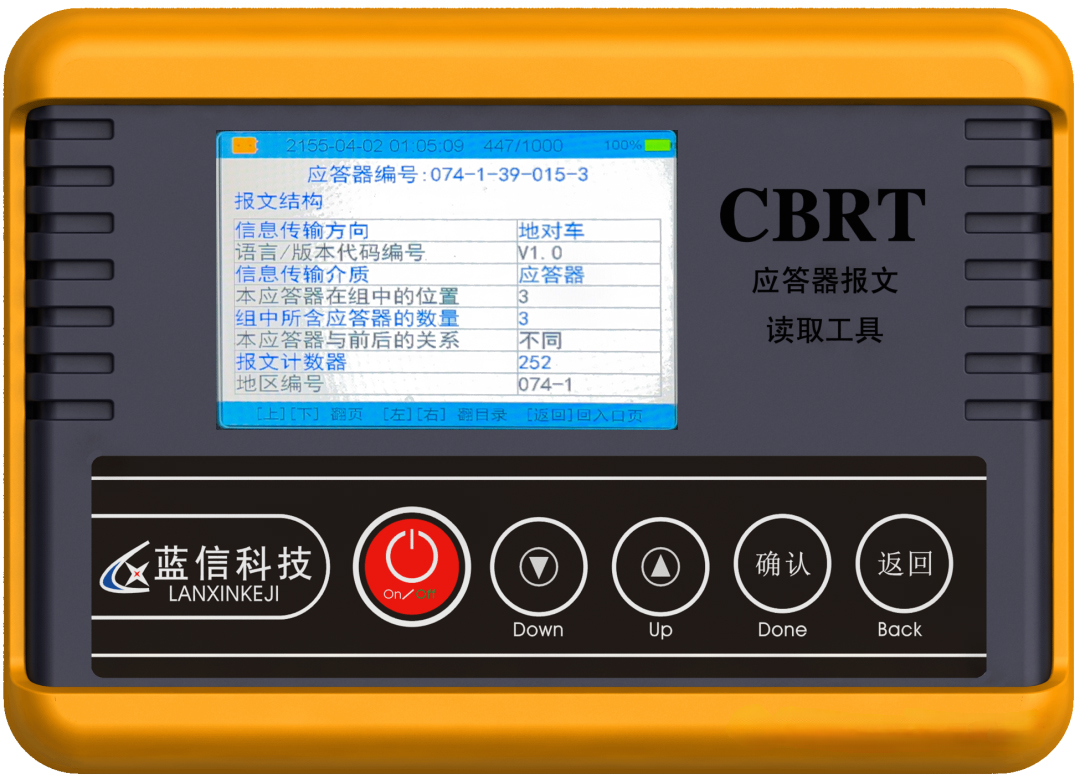 2155-04-02 01:05:09 447/1000 100%
应答器编号:074-1-39-015-3
报文结构
信息传输方向 地对车
语言/版本代码编号 V1.0
信息传输介质 应答器
本应答器在组中的位置 3
组中所含应答器的数量 3
本应答器与前后的关系 不同
报文计数器 252
地区编号 074-1
[上][下] 翻页 [左][右] 翻目录 [返回]回入口页
CBRT
应答器报文
读取工具
蓝信科技
LANXINKEJI
On/Off
Down
Up
确认
Done
返回
Back